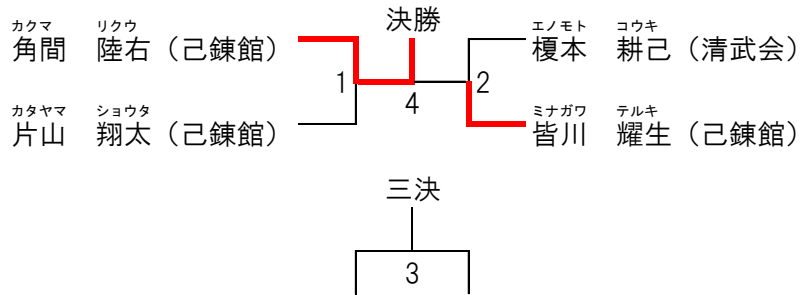 決勝
カクマ リクウ
角間 陸右（己錬館）
エノモト コウキ
榎本 耕己（清武会）
1
2
4
カタヤマ ショウタ
片山 翔太（己錬館）
ミナガワ テルキ
皆川 耀生（己錬館）
三決
3